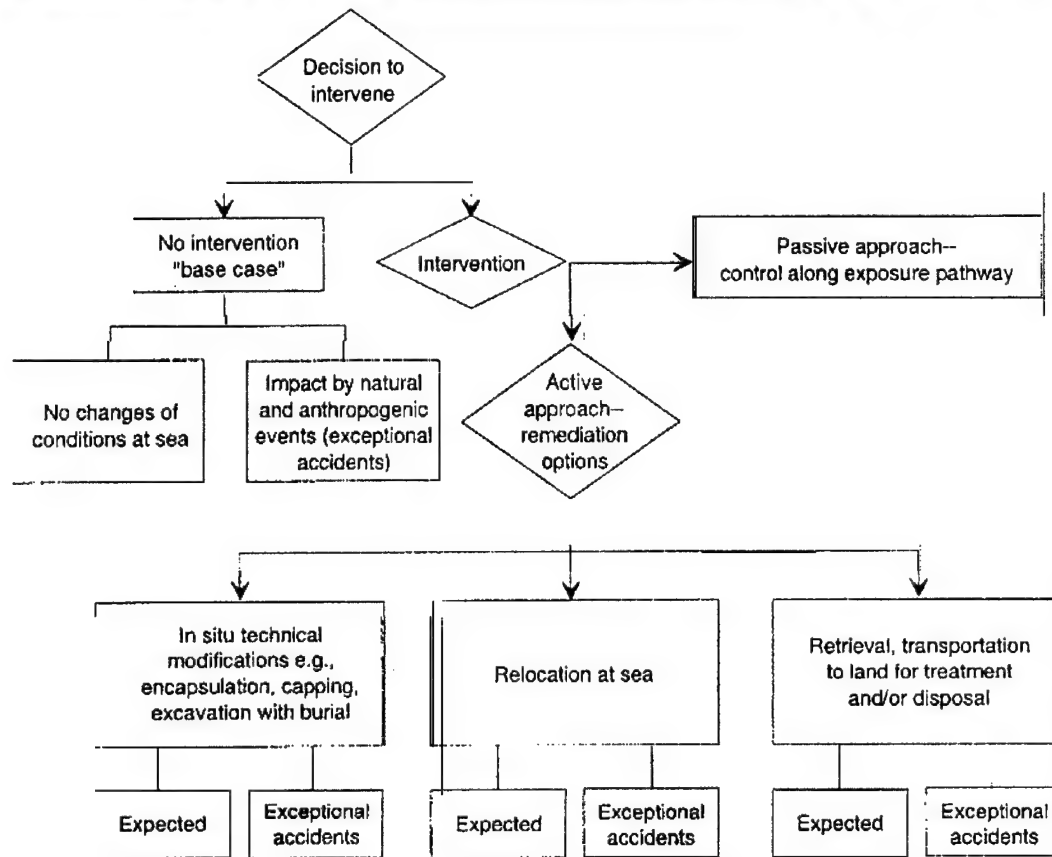 Decision to
intervene
No intervention
"base case"
Intervention
Passive approach--
control along exposure pathway
No changes of
conditions at sea
Impact by natural
and anthropogenic
events (exceptional
accidents)
Active
approach--
remediation
options
In situ technical
modifications e.g.,
encapsulation, capping,
excavation with burial
Relocation at sea
Retrieval, transportation
to land for treatment
and/or disposal
Expected
Exceptional
accidents
Expected
Exceptional
accidents
Expected
Exceptional
accidents